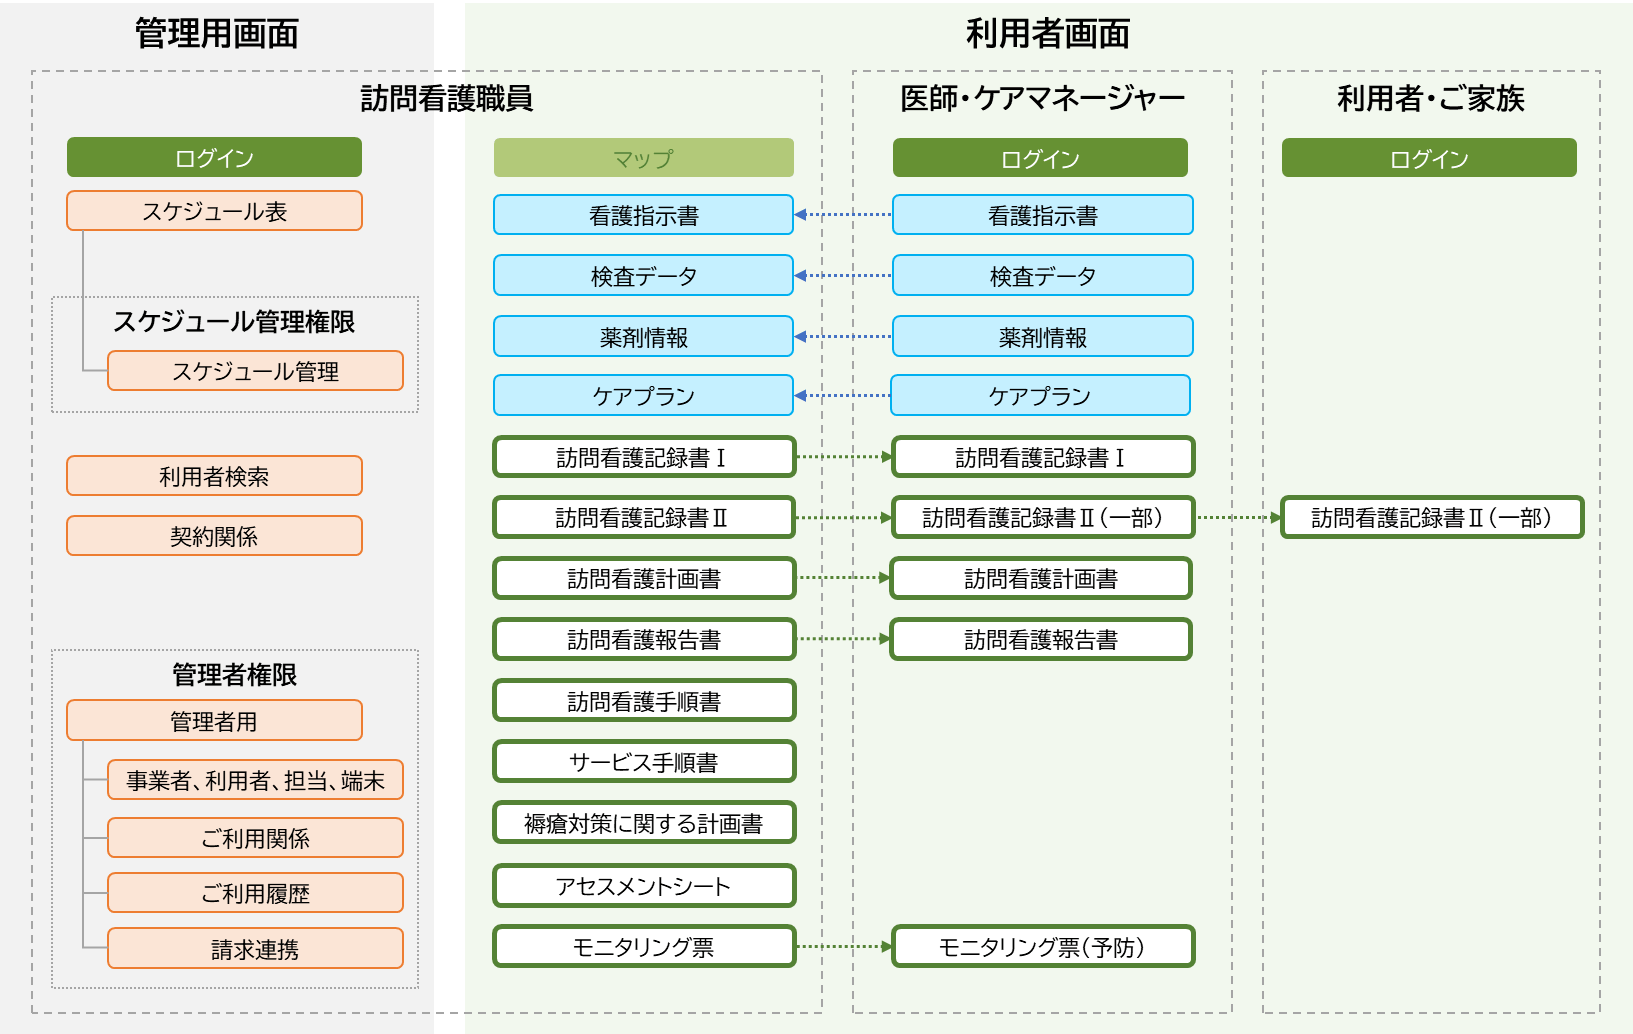 管理用画面
利用者画面
訪問看護職員
医師・ケアマネージャー
利用者・ご家族
ログイン
スケジュール表
スケジュール管理権限
スケジュール管理
利用者検索
契約関係
管理者権限
管理者用
事業者、利用者、担当、端末
ご利用関係
ご利用履歴
請求連携
マップ
看護指示書
検査データ
薬剤情報
ケアプラン
訪問看護記録書Ⅰ
訪問看護記録書Ⅱ
訪問看護計画書
訪問看護報告書
訪問看護手順書
サービス手順書
褥瘡対策に関する計画書
アセスメントシート
モニタリング票
ログイン
看護指示書
検査データ
薬剤情報
ケアプラン
訪問看護記録書Ⅰ
訪問看護記録書Ⅱ（一部）
訪問看護計画書
訪問看護報告書
モニタリング票（予防）
ログイン
訪問看護記録書Ⅱ（一部）